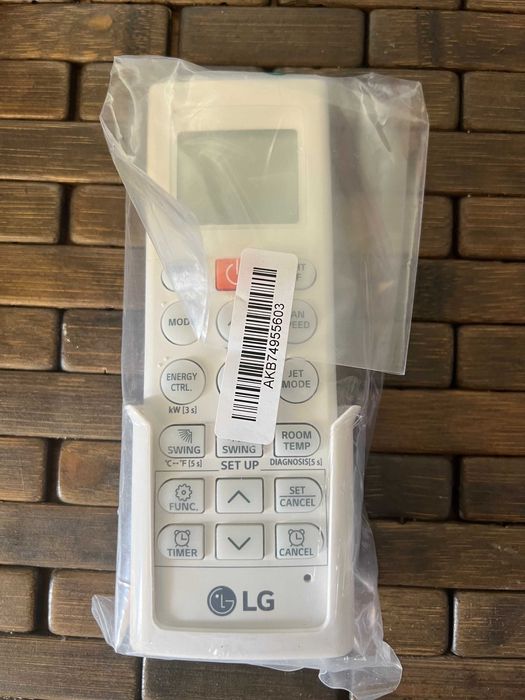 MOD
ENERGY
CTRL.
JET
MODE
kW [3 s]
AKB74955603
SWING
SWING
ROOM
TEMP
°C↔°F [5 s]
SET UP
DIAGNOSIS[5 s]
FUNC.
SET
CANCEL
TIMER
CANCEL
LG